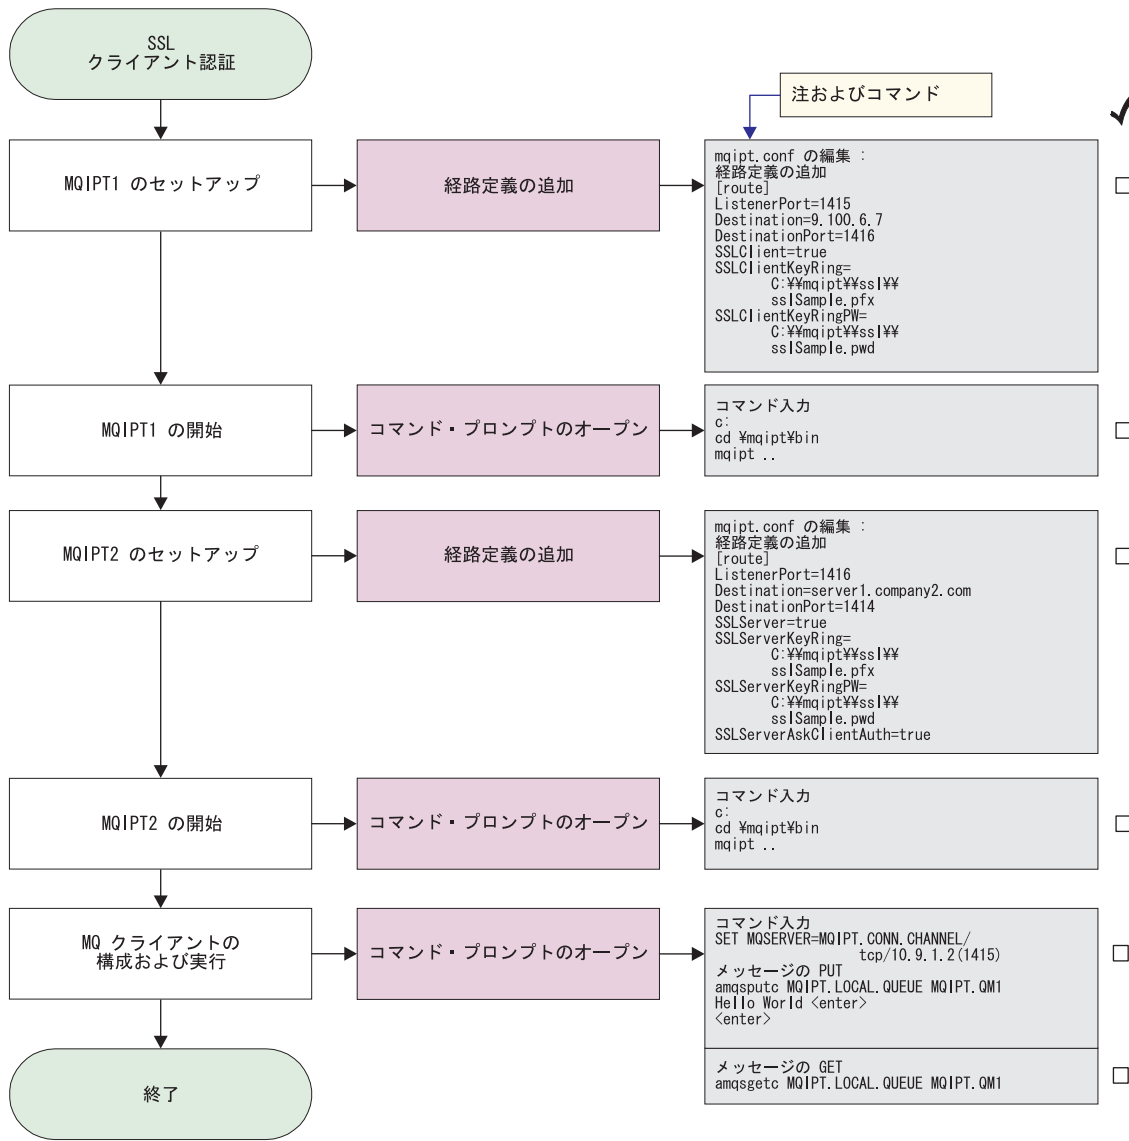 SSL
クライアント認証
注およびコマンド
MQIPT1 のセットアップ
経路定義の追加
mqipt.conf の編集 :
経路定義の追加
[route]
ListenerPort=1415
Destination=9.100.6.7
DestinationPort=1416
SSLClient=true
SSLClientKeyRing=
C:¥¥mqipt¥¥ssl¥¥
sslSample.pfx
SSLClientKeyRingPW=
C:¥¥mqipt¥¥ssl¥¥
sslSample.pwd
MQIPT1 の開始
コマンド・プロンプトのオープン
コマンド入力
c:
cd ¥mqipt¥bin
mqipt ..
MQIPT2 のセットアップ
経路定義の追加
mqipt.conf の編集 :
経路定義の追加
[route]
ListenerPort=1416
Destination=server1.company2.com
DestinationPort=1414
SSLServer=true
SSLServerKeyRing=
C:¥¥mqipt¥¥ssl¥¥
sslSample.pfx
SSLServerKeyRingPW=
C:¥¥mqipt¥¥ssl¥¥
sslSample.pwd
SSLServerAskClientAuth=true
MQIPT2 の開始
コマンド・プロンプトのオープン
コマンド入力
c:
cd ¥mqipt¥bin
mqipt ..
MQ クライアントの
構成および実行
コマンド・プロンプトのオープン
コマンド入力
SET MQSERVER=MQIPT.CONN.CHANNEL/
tcp/10.9.1.2(1415)
メッセージの PUT
amqsputc MQIPT.LOCAL.QUEUE MQIPT.QM1
Hello World <enter>
<enter>
メッセージの GET
amqsgetc MQIPT.LOCAL.QUEUE MQIPT.QM1
終了